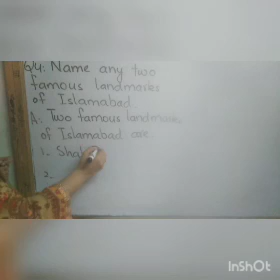 Q4: Name any two
famous landmarks
of Islamabad.
A:. Two famous landmarks
of Islamabad are
1. Shah
2.
InShOt